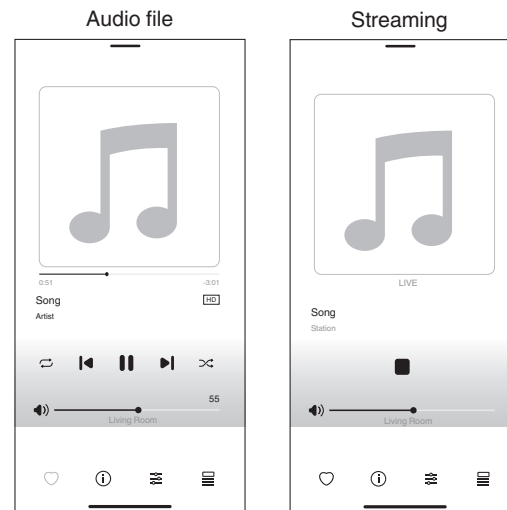 Audio file
0:51 -3:01
Song HD
Artist
55
Living Room
Streaming
LIVE
Song
Station
Living Room